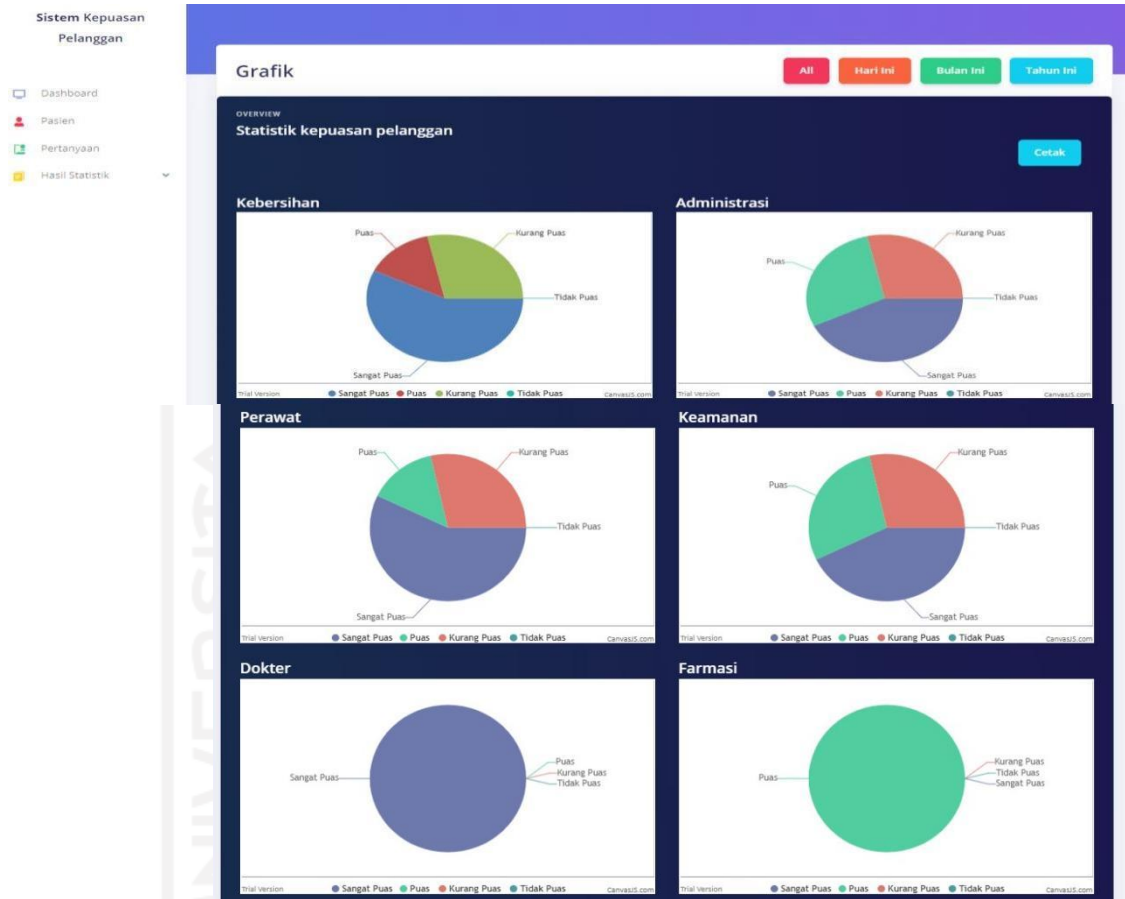 Sistem Kepuasan
Pelanggan
Dashboard
Pasien
Pertanyaan
Hasil Statistik
Grafik
All
Hari Ini
Bulan Ini
Tahun Ini
OVERVIEW
Statistik kepuasan pelanggan
Cetak
Kebersihan
Puas
Kurang Puas
Tidak Puas
Sangat Puas
Trial Version
Sangat Puas Puas Kurang Puas Tidak Puas
CanvasJS.com
Administrasi
Kurang Puas
Puas
Tidak Puas
Sangat Puas
Trial Version
Sangat Puas Puas Kurang Puas Tidak Puas
CanvasJS.com
Perawat
Puas
Kurang Puas
Tidak Puas
Sangat Puas
Trial Version
Sangat Puas Puas Kurang Puas Tidak Puas
CanvasJS.com
Keamanan
Kurang Puas
Puas
Tidak Puas
Sangat Puas
Trial Version
Sangat Puas Puas Kurang Puas Tidak Puas
CanvasJS.com
Dokter
Sangat Puas
Puas
Kurang Puas
Tidak Puas
Trial Version
Sangat Puas Puas Kurang Puas Tidak Puas
CanvasJS.com
Farmasi
Puas
Kurang Puas
Tidak Puas
Sangat Puas
Trial Version
Sangat Puas Puas Kurang Puas Tidak Puas
CanvasJS.com